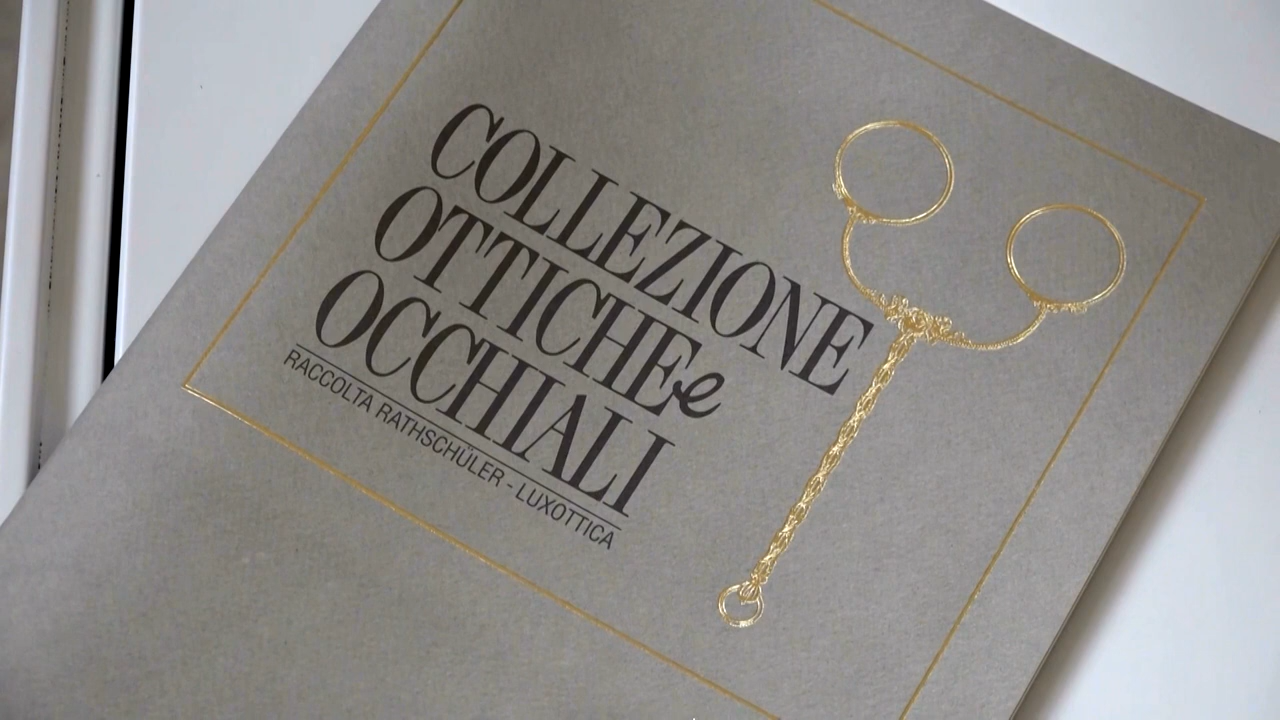 COLLEZIONE
OTTICHE e
OCCHIALI
RACCOLTA RATHSCHÜLER - LUXOTTICA